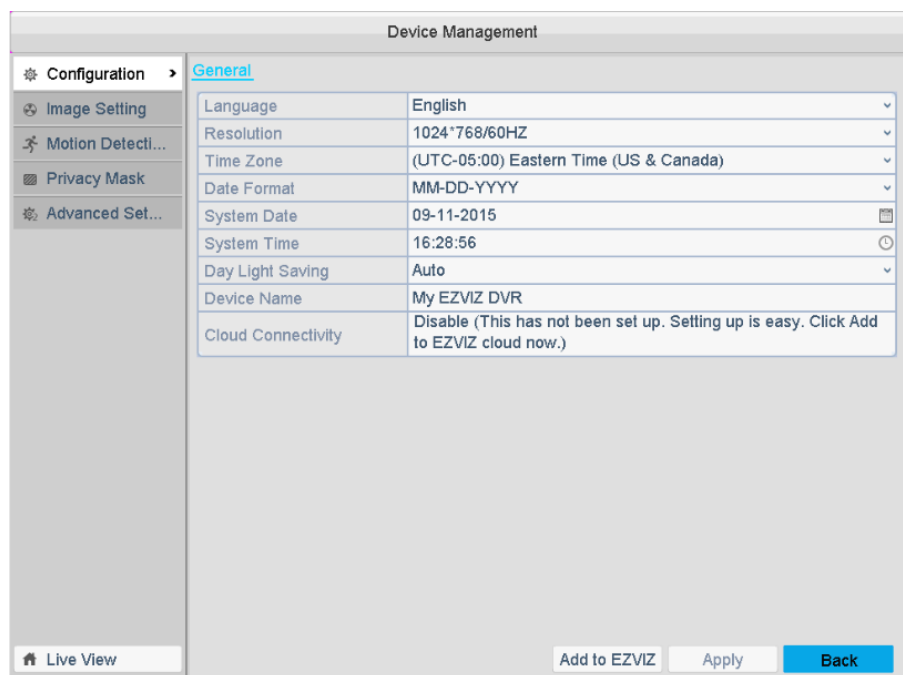 Device Management
Configuration
General
Image Setting
Motion Detecti...
Privacy Mask
Advanced Set...
Language English
Resolution 1024*768/60HZ
Time Zone (UTC-05:00) Eastern Time (US & Canada)
Date Format MM-DD-YYYY
System Date 09-11-2015
System Time 16:28:56
Day Light Saving Auto
Device Name My EZVIZ DVR
Cloud Connectivity Disable (This has not been set up. Setting up is easy. Click Add
to EZVIZ cloud now.)
Live View
Add to EZVIZ
Apply
Back